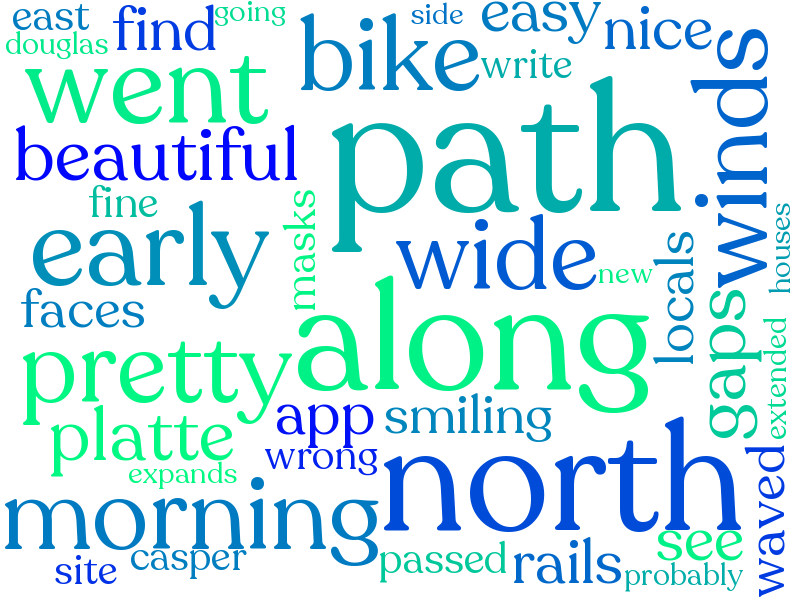 east
find
going
side
easy
nice
douglas
went
bike
write
winds
beautiful
path
fine
early
masks
wide
new
locals
houses
faces
along
gaps
pretty
app
smiling
extended
platte
wrong
north
expands
morning
waved
see
site
casper
passed
rails
probably